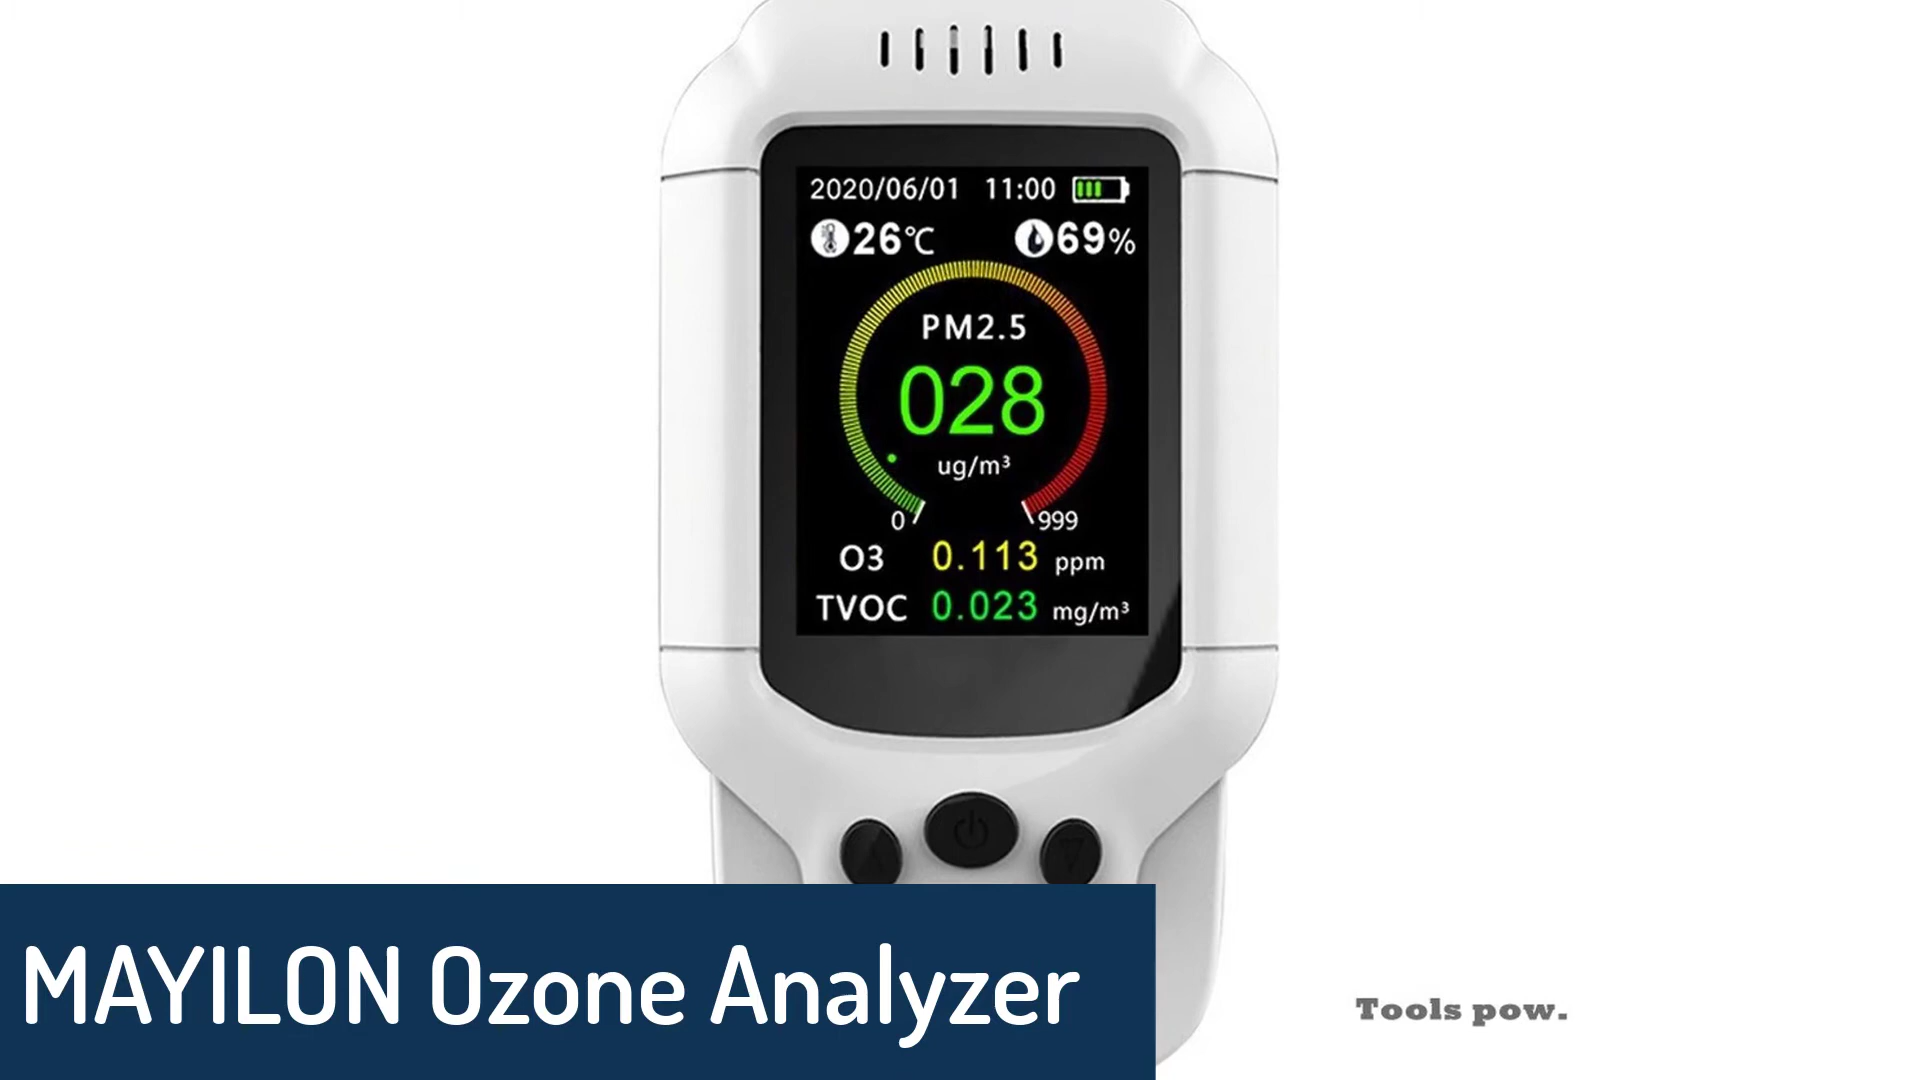 2020/06/01 11:00
26℃ 69%
PM2.5
028
ug/m³
0 999
O3 0.113 ppm
TVOC 0.023 mg/m³
MAYILON Ozone Analyzer
Tools pow.